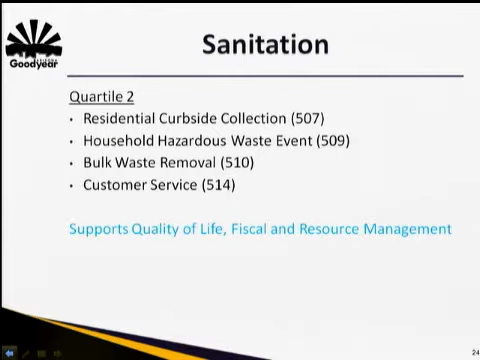 Sanitation
Goodyear
Quartile 2
• Residential Curbside Collection (507)
• Household Hazardous Waste Event (509)
• Bulk Waste Removal (510)
• Customer Service (514)
Supports Quality of Life, Fiscal and Resource Management
24